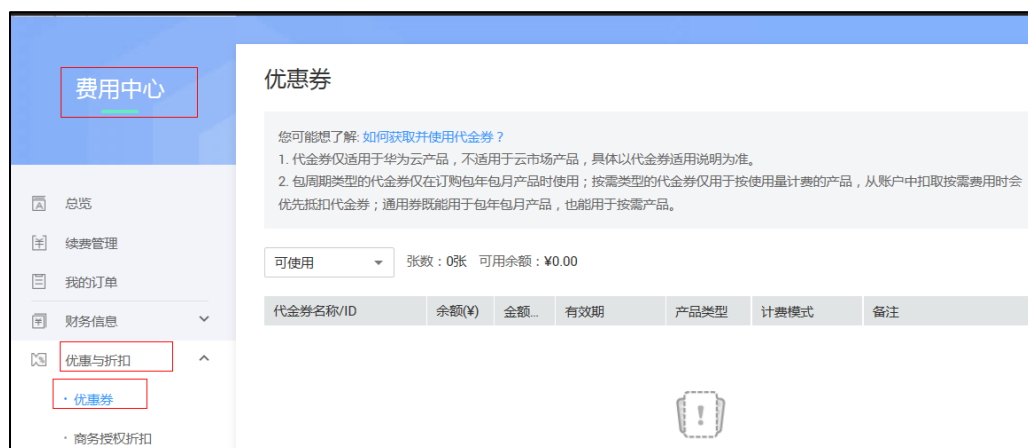 费用中心
总览
续费管理
我的订单
财务信息
优惠与折扣
· 优惠券
· 商务授权折扣
优惠券
您可能想了解: 如何获取并使用代金券？
1. 代金券仅适用于华为云产品，不适用于云市场产品，具体以代金券适用说明为准。
2. 包周期类型的代金券仅在订购包年包月产品时使用；按需类型的代金券仅用于按使用量计费的产品，从账户中扣取按需费用时会
优先抵扣代金券；通用券既能用于包年包月产品，也能用于按需产品。
可使用 张数：0张 可用余额：¥0.00
代金券名称/ID 余额(¥) 金额... 有效期 产品类型 计费模式 备注